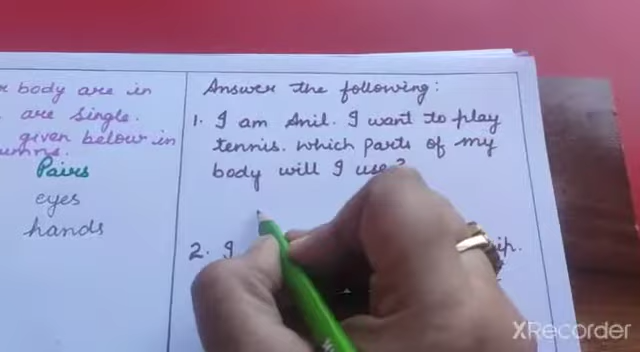 body are in
are single.
given below in
Pairs
eyes
hands
Answer the following:
1. I am Anil. I want to play
tennis. which parts of my
body will I use?
2. I
XRecorder